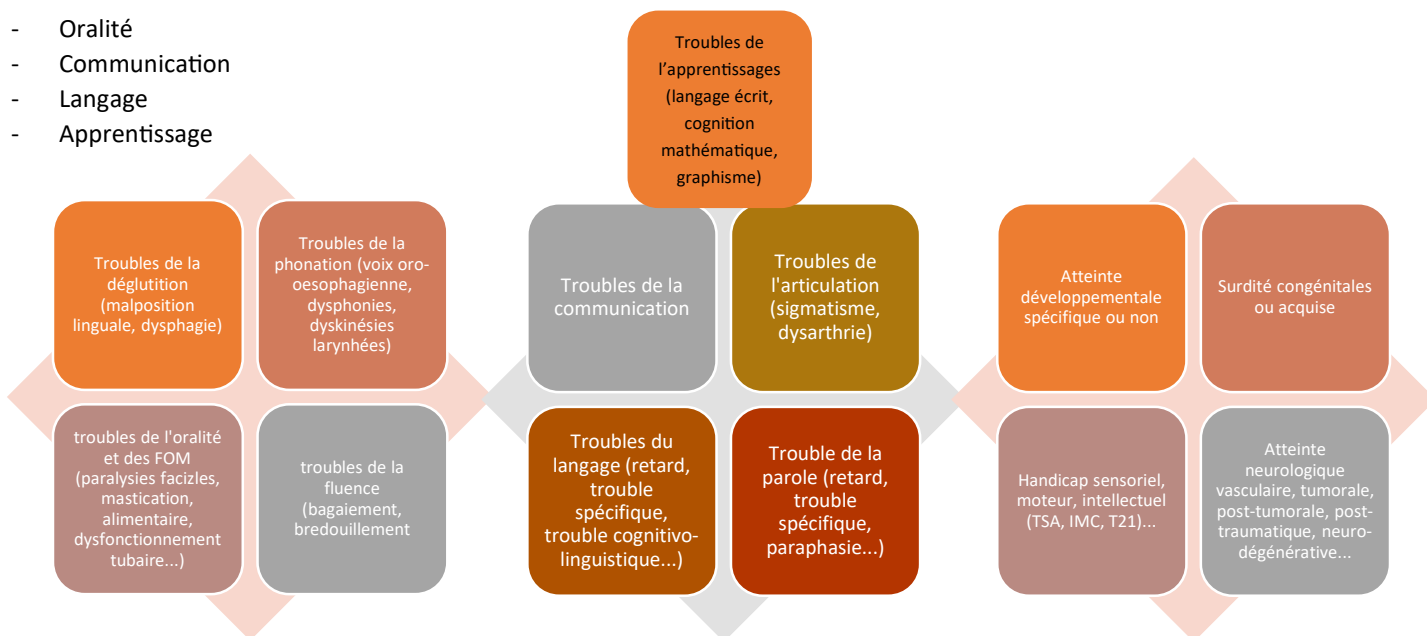 - Oralité
- Communication
- Langage
- Apprentissage
Troubles de
l'apprentissages
(langage écrit,
cognition
mathématique,
graphisme)
Troubles de la
déglutition
(malposition
linguale, dysphagie)
Troubles de la
phonation (voix oro-
oesophagienne,
dysphonies,
dyskinésies
larynhées)
troubles de l'oralité
et des FOM
(paralysies facizles,
mastication,
alimentaire,
dysfonctionnement
tubaire...)
troubles de la
fluence
(bagaiement,
bredouillement
Troubles de la
communication
Troubles de
l'articulation
(sigmatisme,
dysarthrie)
Troubles du
langage (retard,
trouble
spécifique,
trouble cognitivo-
linguistique...)
Trouble de la
parole (retard,
trouble
spécifique,
paraphasie...)
Atteinte
développementale
spécifique ou non
Surdité congénitales
ou acquise
Handicap sensoriel,
moteur, intellectuel
(TSA, IMC, T21)...
Atteinte
neurologique
vasculaire, tumorale,
post-tumorale, post-
traumatique, neuro-
dégénérative...